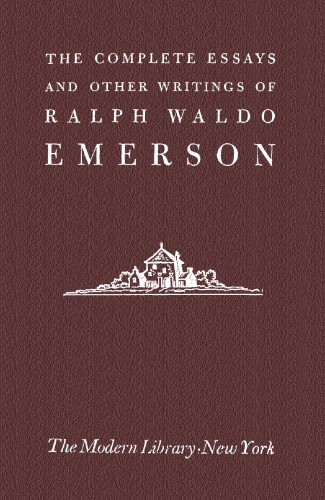 THE COMPLETE ESSAYS
AND OTHER WRITINGS OF
RALPH WALDO
EMERSON
The Modern Library · New York